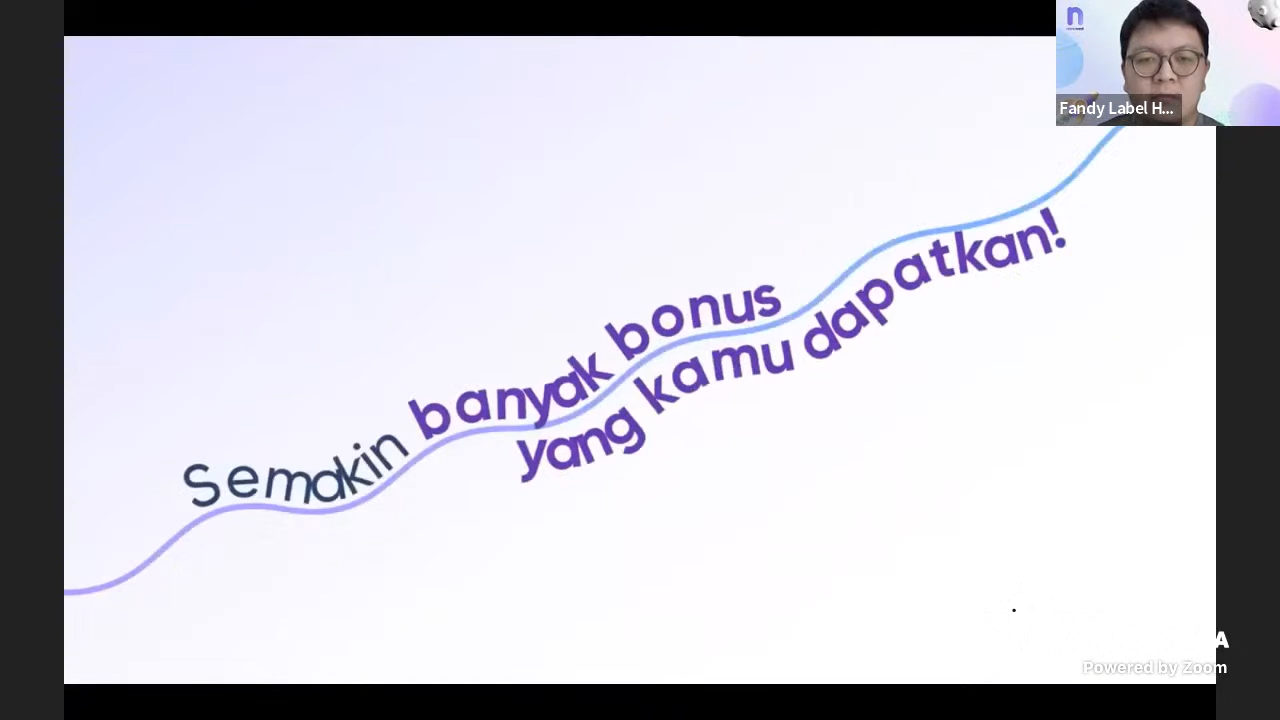 Semakin banyak bonus
yang kamu dapatkan!
n
Fandy Label H...
A
Powered by Zoom